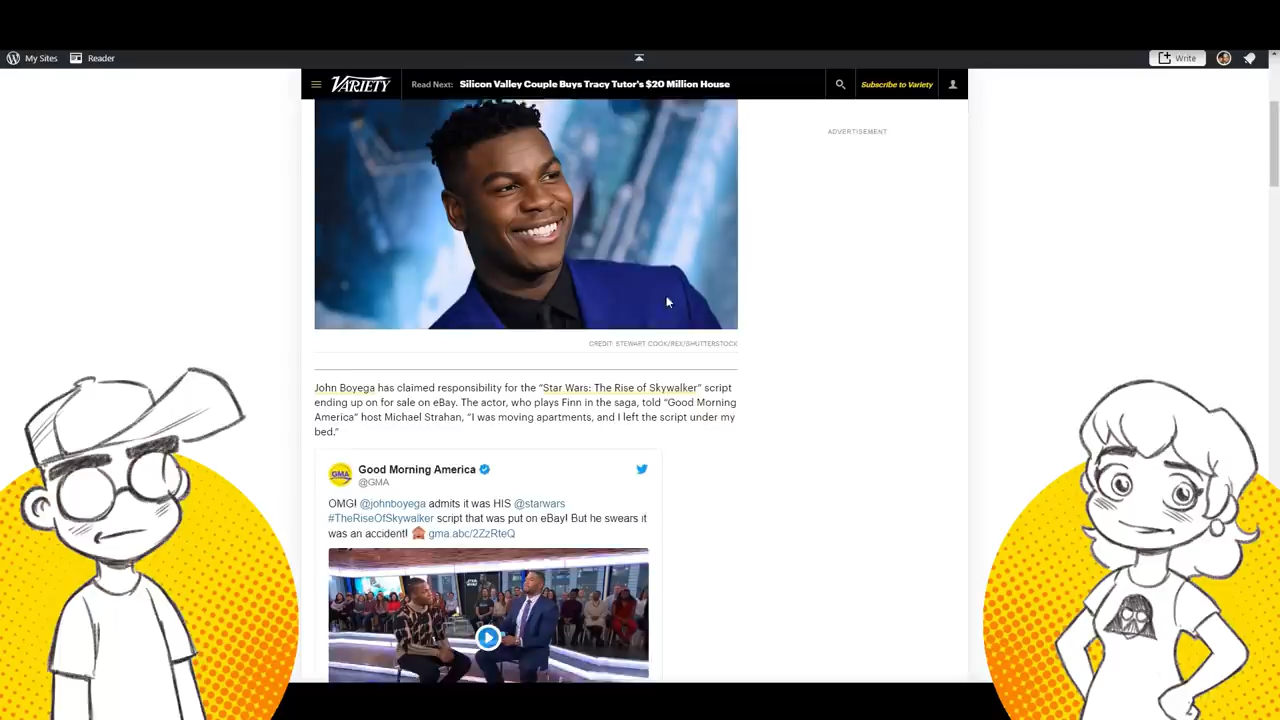 My Sites
Reader
Write
VARIETY
Read Next: Silicon Valley Couple Buys Tracy Tutor's $20 Million House
Subscribe to Variety
ADVERTISEMENT
CREDIT: STEWART COOK/REX/SHUTTERSTOCK
John Boyega has claimed responsibility for the “Star Wars: The Rise of Skywalker” script
ending up on for sale on eBay. The actor, who plays Finn in the saga, told “Good Morning
America” host Michael Strahan, “I was moving apartments, and I left the script under my
bed.”
GMA
Good Morning America
@GMA
OMG! @johnboyega admits it was HIS @starwars
#TheRiseOfSkywalker script that was put on eBay! But he swears it
was an accident! 🙈 gma.abc/2ZzRteQ
STAR WARS